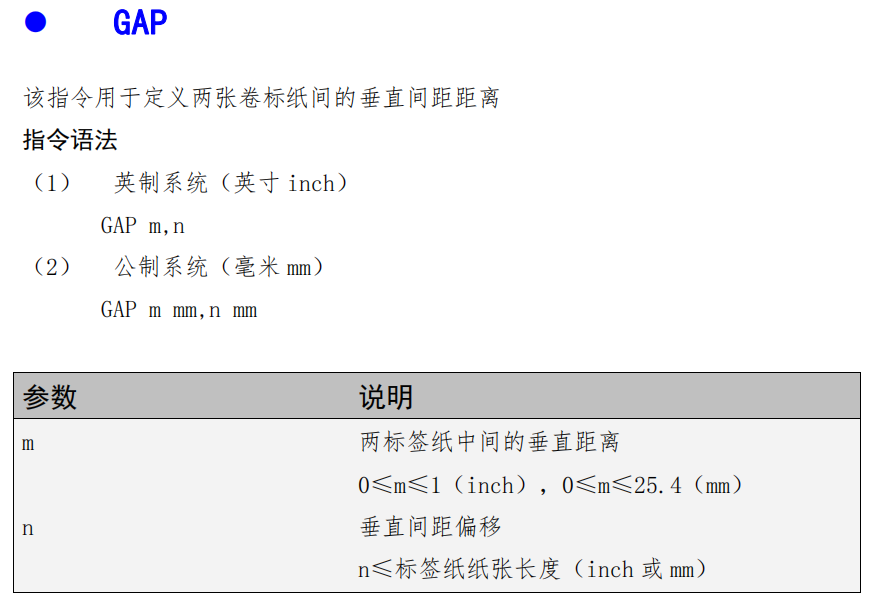 ● GAP
该指令用于定义两张卷标纸间的垂直间距距离
指令语法
（1） 英制系统（英寸 inch）
GAP m,n
（2） 公制系统（毫米 mm）
GAP m mm,n mm
参数 说明
m 两标签纸中间的垂直距离
0≤m≤1（inch），0≤m≤25.4（mm）
n 垂直间距偏移
n≤标签纸纸张长度（inch 或 mm）